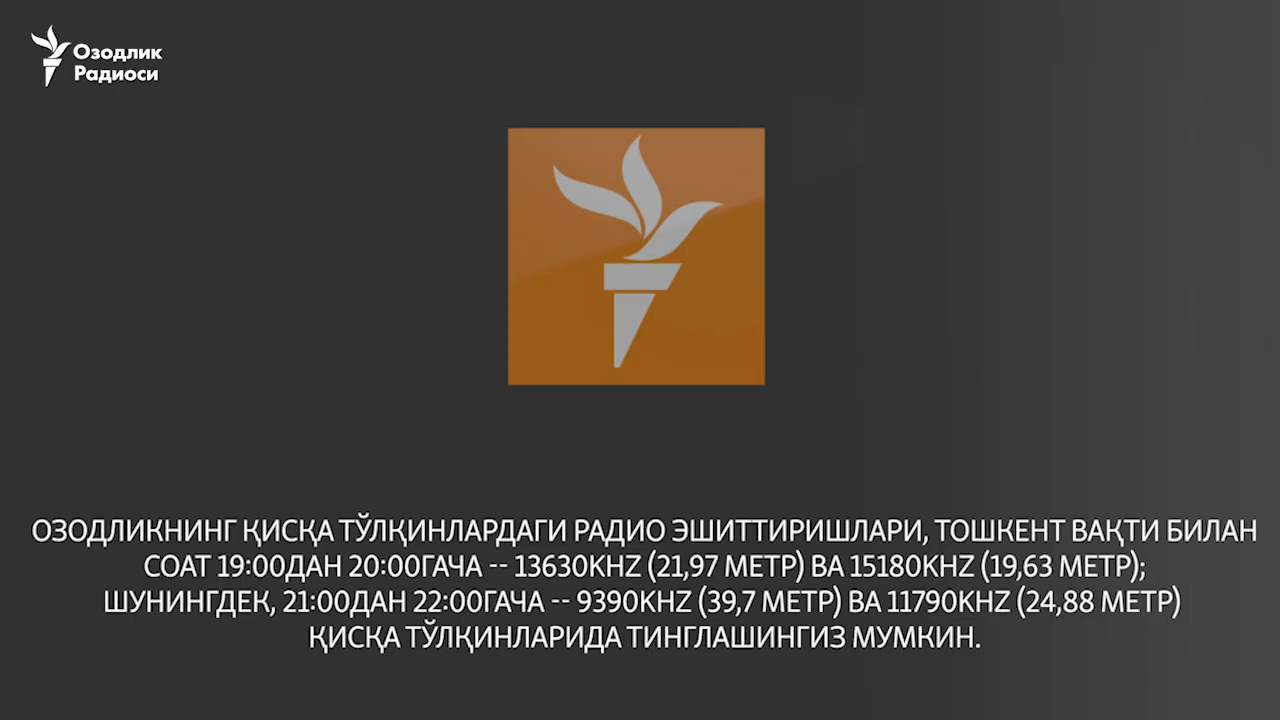 Озодлик
Радиоси
ОЗОДЛИКНИНГ ҚИСҚА ТЎЛҚИНЛАРДАГИ РАДИО ЭШИТТИРИШЛАРИ, ТОШКЕНТ ВАҚТИ БИЛАН
СОАТ 19:00ДАН 20:00ГАЧА -- 13630KHZ (21,97 МЕТР) ВА 15180KHZ (19,63 МЕТР);
ШУНИНГДЕК, 21:00ДАН 22:00ГАЧА -- 9390KHZ (39,7 МЕТР) ВА 11790KHZ (24,88 МЕТР)
ҚИСҚА ТЎЛҚИНЛАРИДА ТИНГЛАШИНГИЗ МУМКИН.